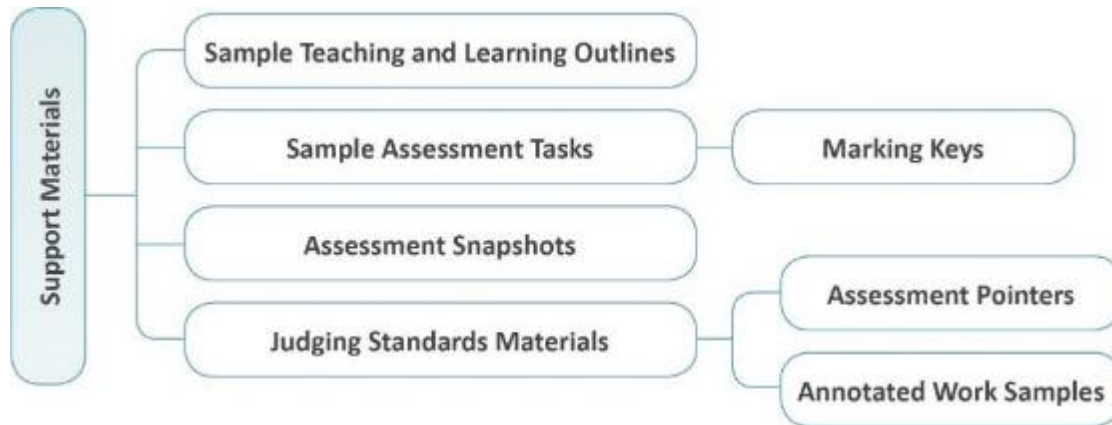 Support Materials
Sample Teaching and Learning Outlines
Sample Assessment Tasks
Marking Keys
Assessment Snapshots
Judging Standards Materials
Assessment Pointers
Annotated Work Samples